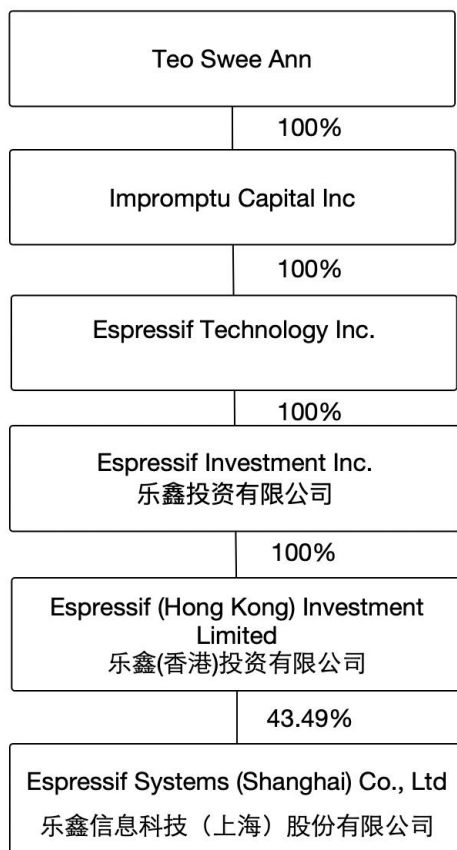 Teo Swee Ann
100%
Impromptu Capital Inc
100%
Espressif Technology Inc.
100%
Espressif Investment Inc.
乐鑫投资有限公司
100%
Espressif (Hong Kong) Investment
Limited
乐鑫(香港)投资有限公司
43.49%
Espressif Systems (Shanghai) Co., Ltd
乐鑫信息科技（上海）股份有限公司